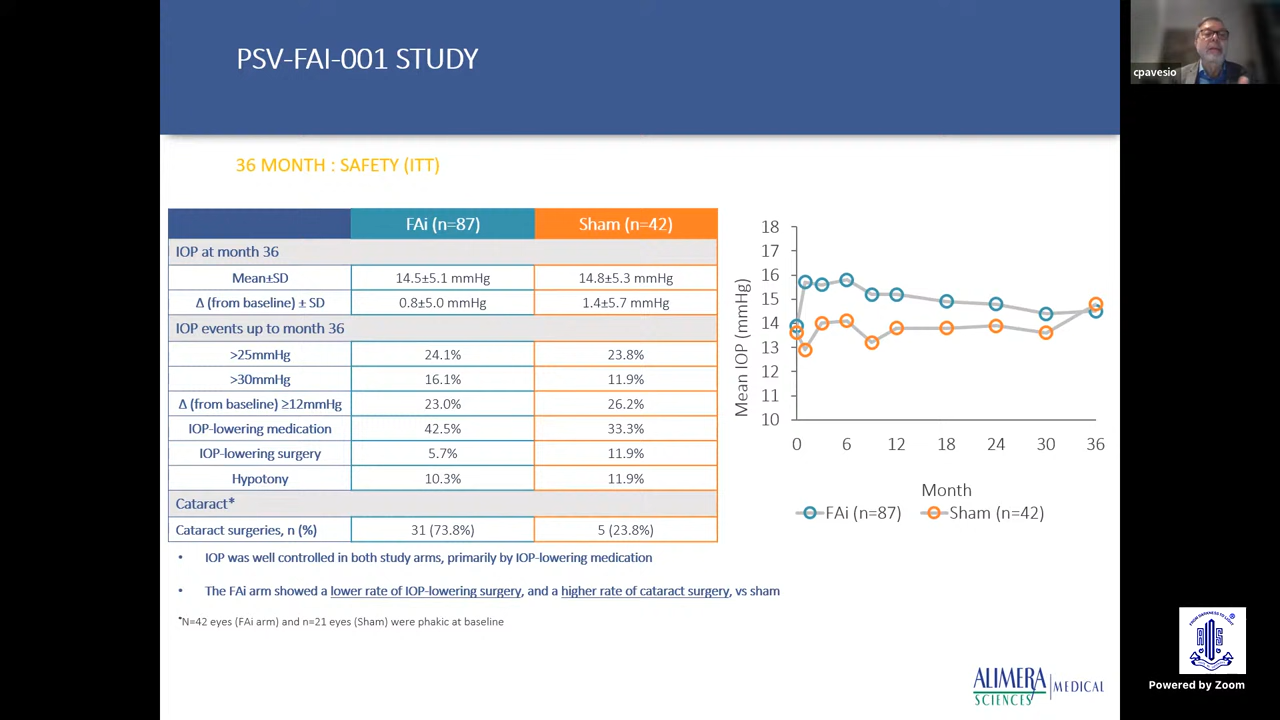 PSV-FAI-001 STUDY
cpavesio
36 MONTH : SAFETY (ITT)
FAi (n=87) Sham (n=42)
IOP at month 36
Mean±SD 14.5±5.1 mmHg 14.8±5.3 mmHg
Δ (from baseline) ± SD 0.8±5.0 mmHg 1.4±5.7 mmHg
IOP events up to month 36
>25mmHg 24.1% 23.8%
>30mmHg 16.1% 11.9%
Δ (from baseline) ≥12mmHg 23.0% 26.2%
IOP-lowering medication 42.5% 33.3%
IOP-lowering surgery 5.7% 11.9%
Hypotony 10.3% 11.9%
Cataract*
Cataract surgeries, n (%) 31 (73.8%) 5 (23.8%)
Mean IOP (mmHg)
18
17
16
15
14
13
12
11
10
0 6 12 18 24 30 36
Month
FAi (n=87) Sham (n=42)
• IOP was well controlled in both study arms, primarily by IOP-lowering medication
• The FAi arm showed a lower rate of IOP-lowering surgery, and a higher rate of cataract surgery, vs sham
*N=42 eyes (FAi arm) and n=21 eyes (Sham) were phakic at baseline
ALIMERA SCIENCES | MEDICAL
Powered by Zoom